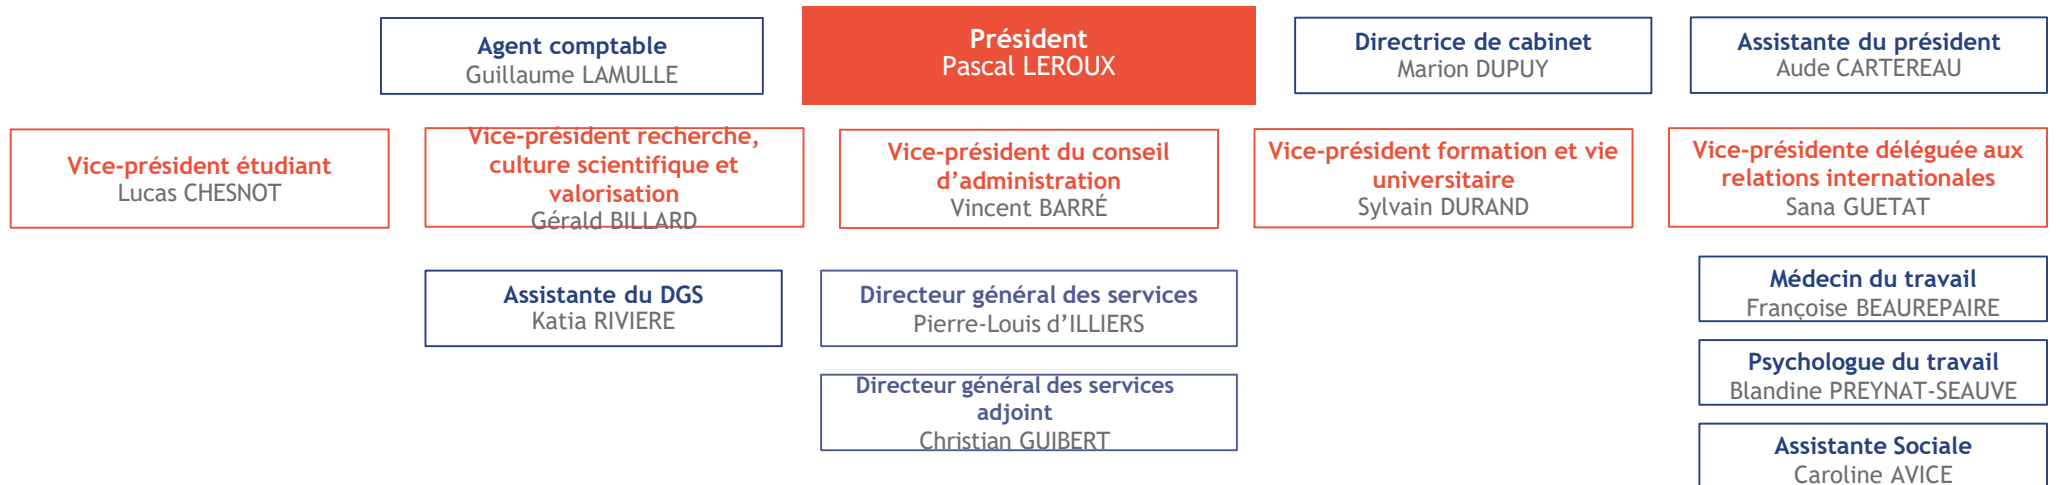 Agent comptable
Guillaume LAMULLE
Président
Pascal LEROUX
Directrice de cabinet
Marion DUPUY
Assistante du président
Aude CARTEREAU
Vice-président étudiant
Lucas CHESNOT
Vice-président recherche,
culture scientifique et
valorisation
Gérald BILLARD
Vice-président du conseil
d’administration
Vincent BARRÉ
Vice-président formation et vie
universitaire
Sylvain DURAND
Vice-présidente déléguée aux
relations internationales
Sana GUETAT
Assistante du DGS
Katia RIVIERE
Directeur général des services
Pierre-Louis d’ILLIERS
Directeur général des services
adjoint
Christian GUIBERT
Médecin du travail
Françoise BEAUREPAIRE
Psychologue du travail
Blandine PREYNAT-SEAUVE
Assistante Sociale
Caroline AVICE